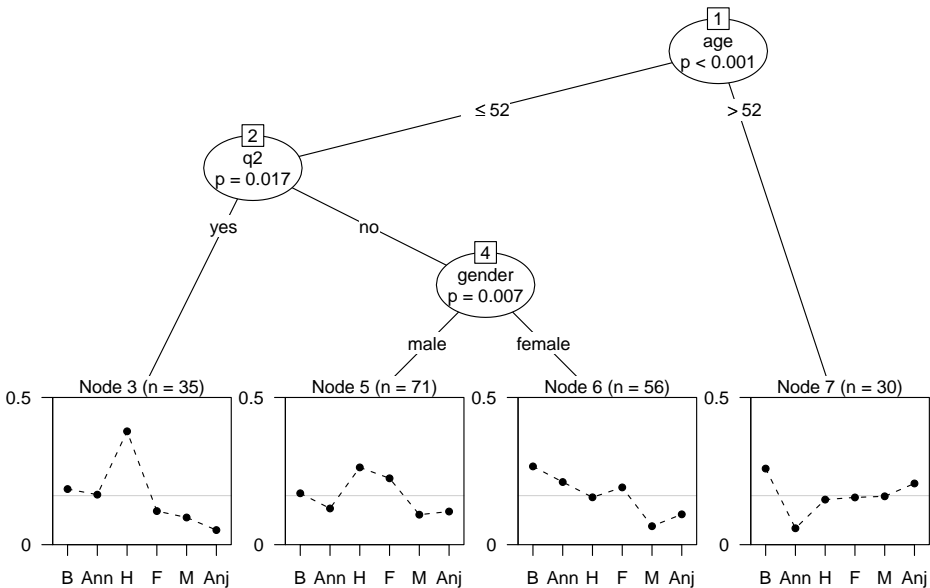 1
age
p < 0.001
≤ 52
> 52
2
q2
p = 0.017
yes
no
4
gender
p = 0.007
male
female
Node 3 (n = 35)
0.5
0
B Ann H F M Anj
Node 5 (n = 71)
0.5
0
B Ann H F M Anj
Node 6 (n = 56)
0.5
0
B Ann H F M Anj
Node 7 (n = 30)
0.5
0
B Ann H F M Anj